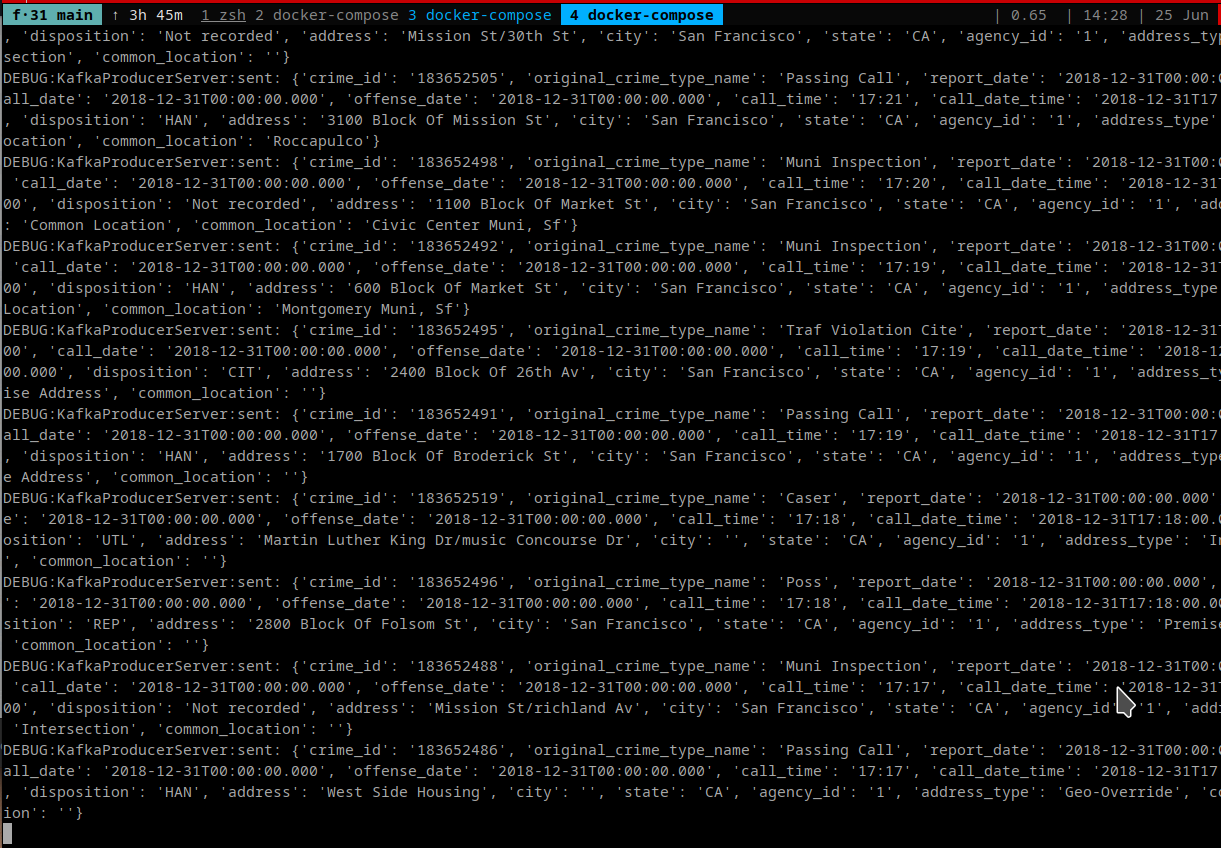 f·31 main ↑ 3h 45m 1 zsh 2 docker-compose 3 docker-compose 4 docker-compose | 0.65 | 14:28 | 25 Jun
, 'disposition': 'Not recorded', 'address': 'Mission St/30th St', 'city': 'San Francisco', 'state': 'CA', 'agency_id': '1', 'address_typ
section', 'common_location': ''}
DEBUG:KafkaProducerServer:sent: {'crime_id': '183652505', 'original_crime_type_name': 'Passing Call', 'report_date': '2018-12-31T00:00:0
all_date': '2018-12-31T00:00:00.000', 'offense_date': '2018-12-31T00:00:00.000', 'call_time': '17:21', 'call_date_time': '2018-12-31T17
, 'disposition': 'HAN', 'address': '3100 Block Of Mission St', 'city': 'San Francisco', 'state': 'CA', 'agency_id': '1', 'address_type'
ocation', 'common_location': 'Roccapulco'}
DEBUG:KafkaProducerServer:sent: {'crime_id': '183652498', 'original_crime_type_name': 'Muni Inspection', 'report_date': '2018-12-31T00:0
 'call_date': '2018-12-31T00:00:00.000', 'offense_date': '2018-12-31T00:00:00.000', 'call_time': '17:20', 'call_date_time': '2018-12-31T
00', 'disposition': 'Not recorded', 'address': '1100 Block Of Market St', 'city': 'San Francisco', 'state': 'CA', 'agency_id': '1', 'add
: 'Common Location', 'common_location': 'Civic Center Muni, Sf'}
DEBUG:KafkaProducerServer:sent: {'crime_id': '183652492', 'original_crime_type_name': 'Muni Inspection', 'report_date': '2018-12-31T00:0
 'call_date': '2018-12-31T00:00:00.000', 'offense_date': '2018-12-31T00:00:00.000', 'call_time': '17:19', 'call_date_time': '2018-12-31T
00', 'disposition': 'HAN', 'address': '600 Block Of Market St', 'city': 'San Francisco', 'state': 'CA', 'agency_id': '1', 'address_type
Location', 'common_location': 'Montgomery Muni, Sf'}
DEBUG:KafkaProducerServer:sent: {'crime_id': '183652495', 'original_crime_type_name': 'Traf Violation Cite', 'report_date': '2018-12-31T
00', 'call_date': '2018-12-31T00:00:00.000', 'offense_date': '2018-12-31T00:00:00.000', 'call_time': '17:19', 'call_date_time': '2018-12
00.000', 'disposition': 'CIT', 'address': '2400 Block Of 26th Av', 'city': 'San Francisco', 'state': 'CA', 'agency_id': '1', 'address_ty
ise Address', 'common_location': ''}
DEBUG:KafkaProducerServer:sent: {'crime_id': '183652491', 'original_crime_type_name': 'Passing Call', 'report_date': '2018-12-31T00:00:0
all_date': '2018-12-31T00:00:00.000', 'offense_date': '2018-12-31T00:00:00.000', 'call_time': '17:19', 'call_date_time': '2018-12-31T17
, 'disposition': 'HAN', 'address': '1700 Block Of Broderick St', 'city': 'San Francisco', 'state': 'CA', 'agency_id': '1', 'address_type
e Address', 'common_location': ''}
DEBUG:KafkaProducerServer:sent: {'crime_id': '183652519', 'original_crime_type_name': 'Caser', 'report_date': '2018-12-31T00:00:00.000'
e': '2018-12-31T00:00:00.000', 'offense_date': '2018-12-31T00:00:00.000', 'call_time': '17:18', 'call_date_time': '2018-12-31T17:18:00.0
osition': 'UTL', 'address': 'Martin Luther King Dr/music Concourse Dr', 'city': '', 'state': 'CA', 'agency_id': '1', 'address_type': 'In
', 'common_location': ''}
DEBUG:KafkaProducerServer:sent: {'crime_id': '183652496', 'original_crime_type_name': 'Poss', 'report_date': '2018-12-31T00:00:00.000',
': '2018-12-31T00:00:00.000', 'offense_date': '2018-12-31T00:00:00.000', 'call_time': '17:18', 'call_date_time': '2018-12-31T17:18:00.00
sition': 'REP', 'address': '2800 Block Of Folsom St', 'city': 'San Francisco', 'state': 'CA', 'agency_id': '1', 'address_type': 'Premise
 'common_location': ''}
DEBUG:KafkaProducerServer:sent: {'crime_id': '183652488', 'original_crime_type_name': 'Muni Inspection', 'report_date': '2018-12-31T00:0
 'call_date': '2018-12-31T00:00:00.000', 'offense_date': '2018-12-31T00:00:00.000', 'call_time': '17:17', 'call_date_time': '2018-12-31T
00', 'disposition': 'Not recorded', 'address': 'Mission St/richland Av', 'city': 'San Francisco', 'state': 'CA', 'agency_id' '1', 'add
 'Intersection', 'common_location': ''}
DEBUG:KafkaProducerServer:sent: {'crime_id': '183652486', 'original_crime_type_name': 'Passing Call', 'report_date': '2018-12-31T00:00:0
all_date': '2018-12-31T00:00:00.000', 'offense_date': '2018-12-31T00:00:00.000', 'call_time': '17:17', 'call_date_time': '2018-12-31T17
, 'disposition': 'HAN', 'address': 'West Side Housing', 'city': '', 'state': 'CA', 'agency_id': '1', 'address_type': 'Geo-Override', 'co
ion': ''}